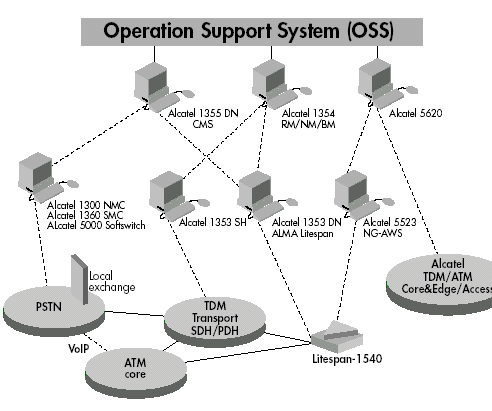 Operation Support System (OSS)
Alcatel 1355 DN
CMS
Alcatel 1354
RM/NM/BM
Alcatel 5620
Alcatel 1300 NMC
Alcatel 1360 SMC
ALcatel 5000 Softswitch
Alcatel 1353 SH
Alcatel 1353 DN
ALMA Litespan
Alcatel 5523
NG-AWS
Alcatel
TDM/ATM
Core&Edge/Access
Local
exchange
PSTN
TDM
Transport
SDH/PDH
VoIP
ATM
core
Litespan-1540